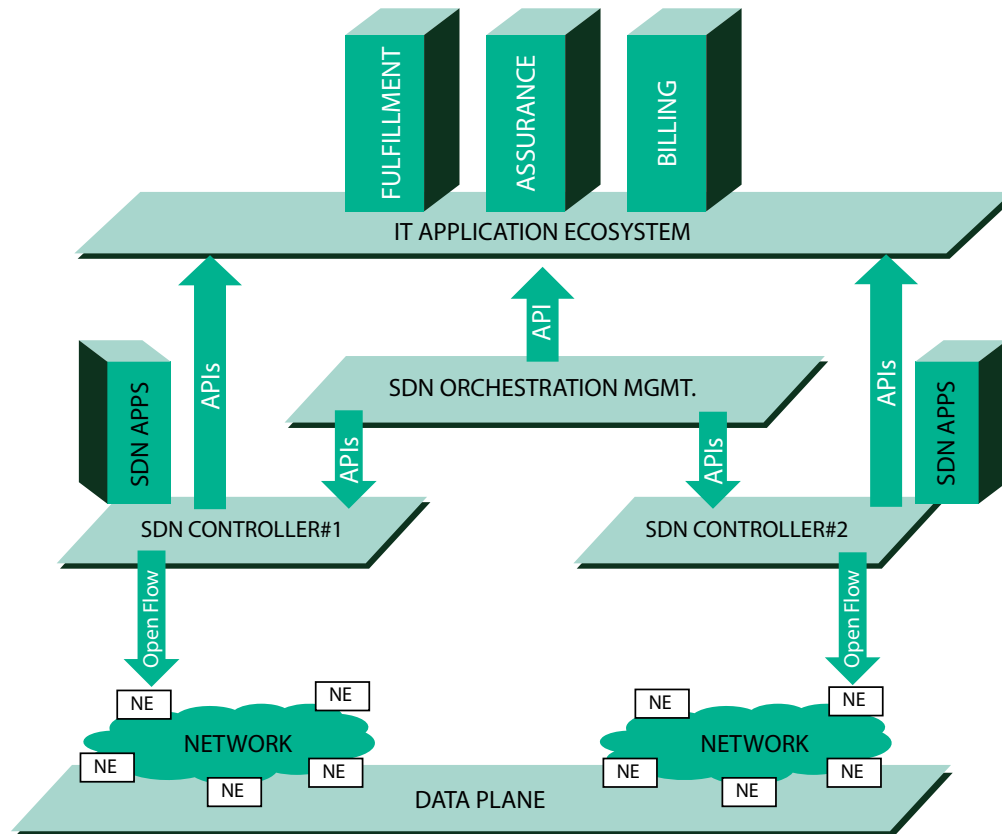 FULFILLMENT
ASSURANCE
BILLING
IT APPLICATION ECOSYSTEM
API
SDN APPS
APIs
SDN ORCHESTRATION MGMT.
APIs
SDN APPS
APIs
APIs
SDN CONTROLLER#1
SDN CONTROLLER#2
Open Flow
Open Flow
NE
NE
NE
NE
NETWORK
NETWORK
NE
NE
NE
NE
NE
NE
DATA PLANE